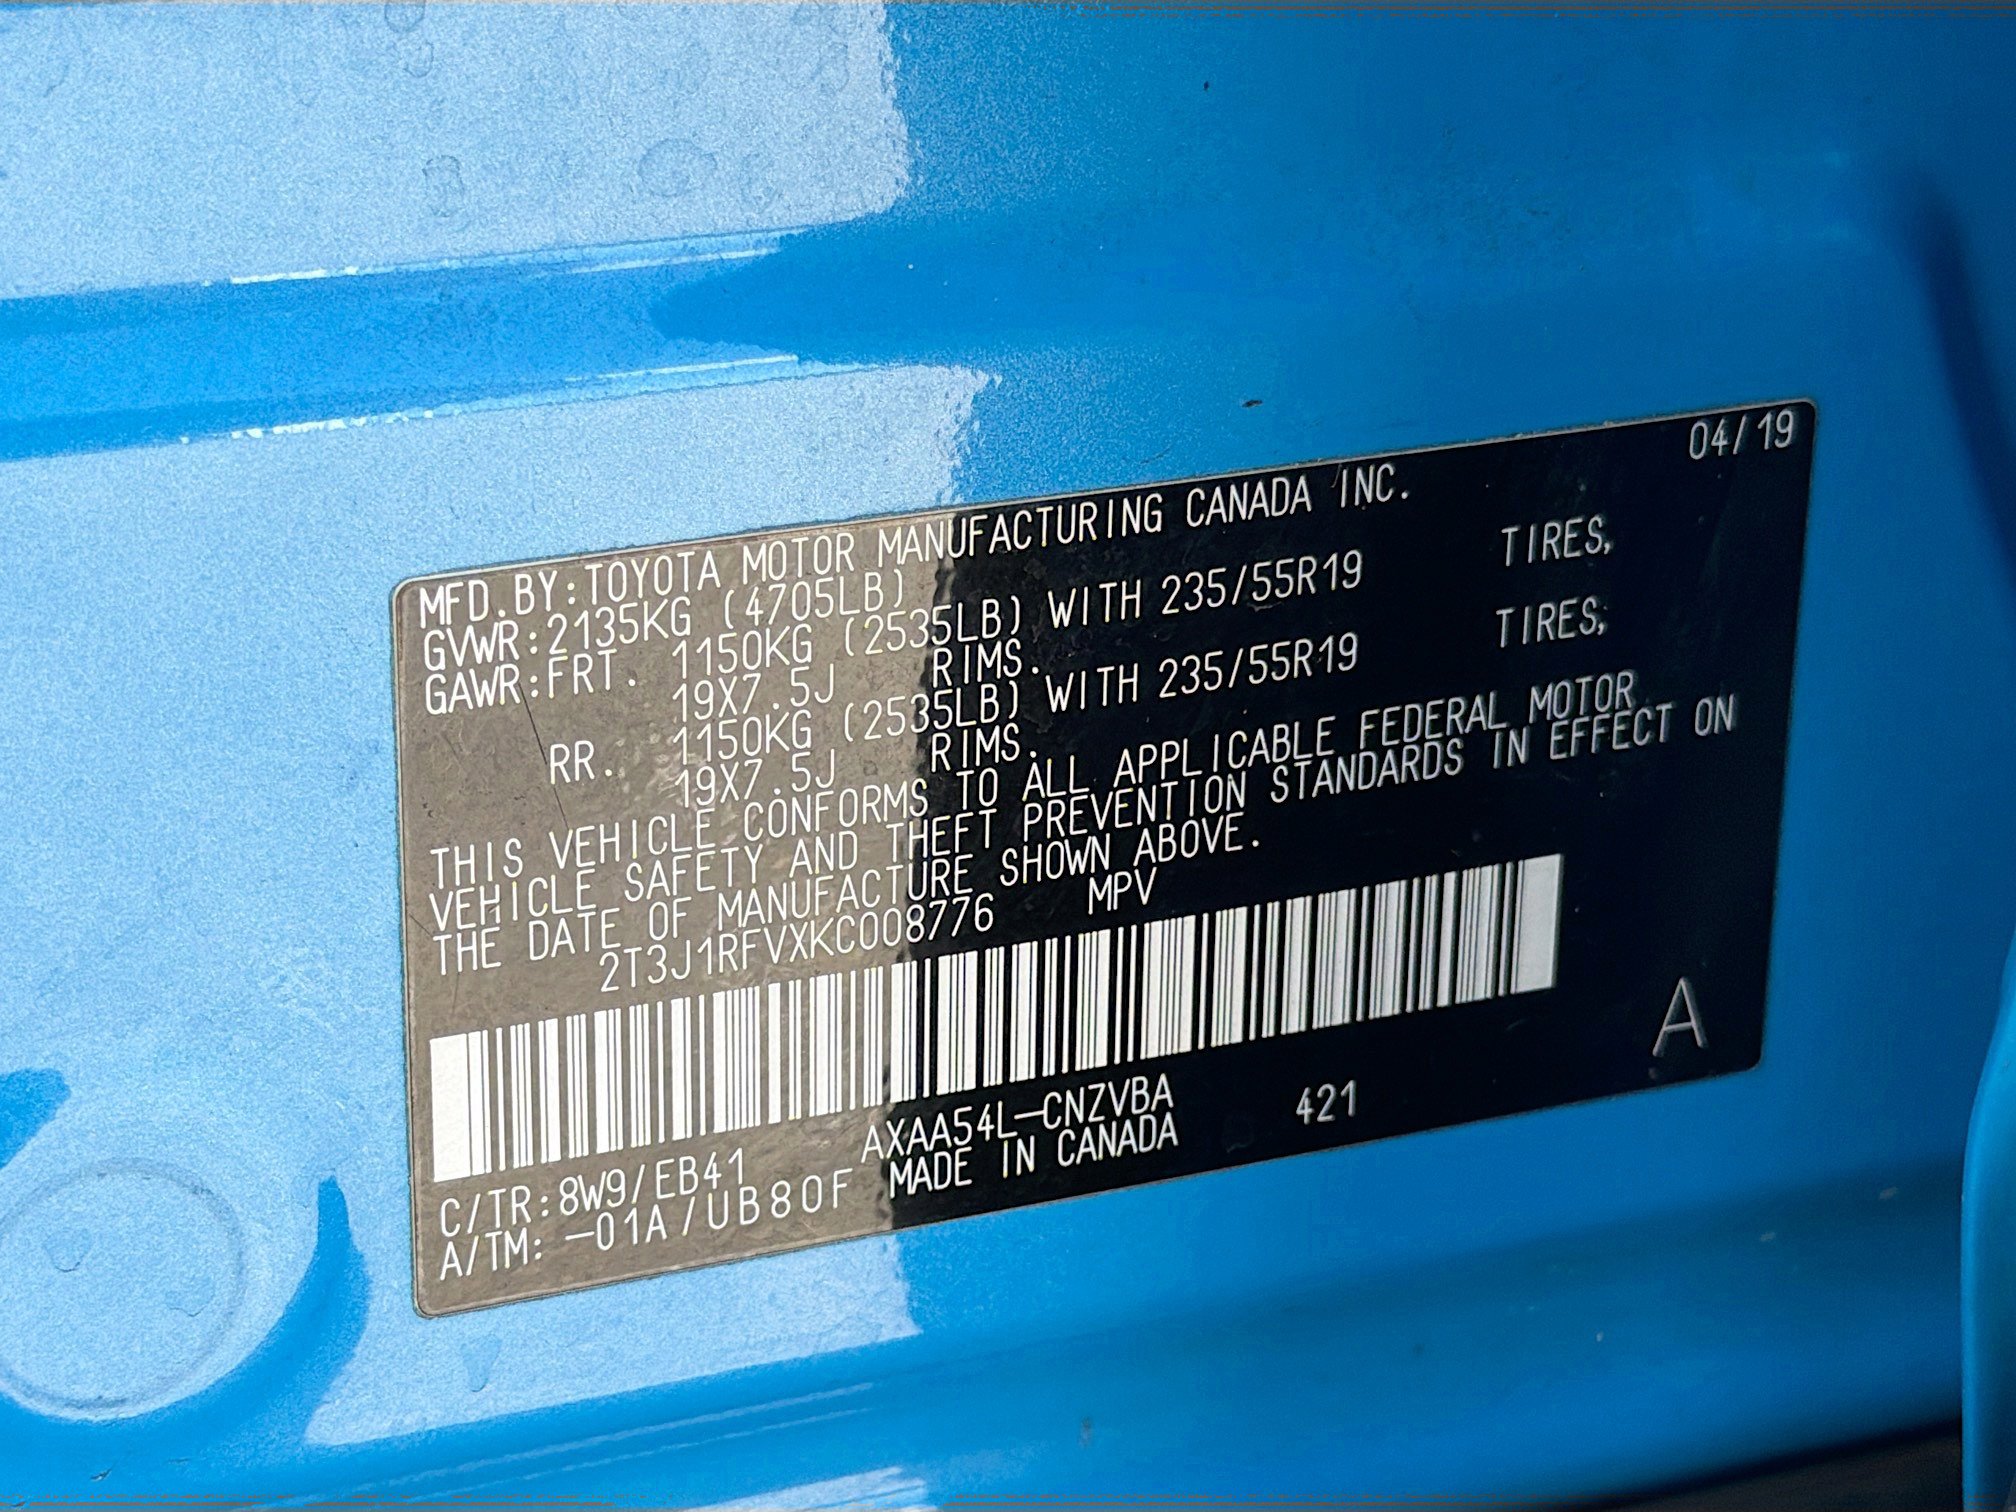 04/19
MFD.BY:TOYOTA MOTOR MANUFACTURING CANADA INC.
GVWR:2135KG (4705LB)
GAWR:FRT. 1150KG (2535LB) WITH 235/55R19 TIRES,
19X7.5J RIMS.
RR. 1150KG (2535LB) WITH 235/55R19 TIRES,
19X7.5J RIMS.
THIS VEHICLE CONFORMS TO ALL APPLICABLE FEDERAL MOTOR
VEHICLE SAFETY AND THEFT PREVENTION STANDARDS IN EFFECT ON
THE DATE OF MANUFACTURE SHOWN ABOVE.
2T3J1RFVXKC008776 MPV
A
AXAA54L-CNZVBA 421
C/TR:8W9/EB41 MADE IN CANADA
A/TM: -01A/UB80F